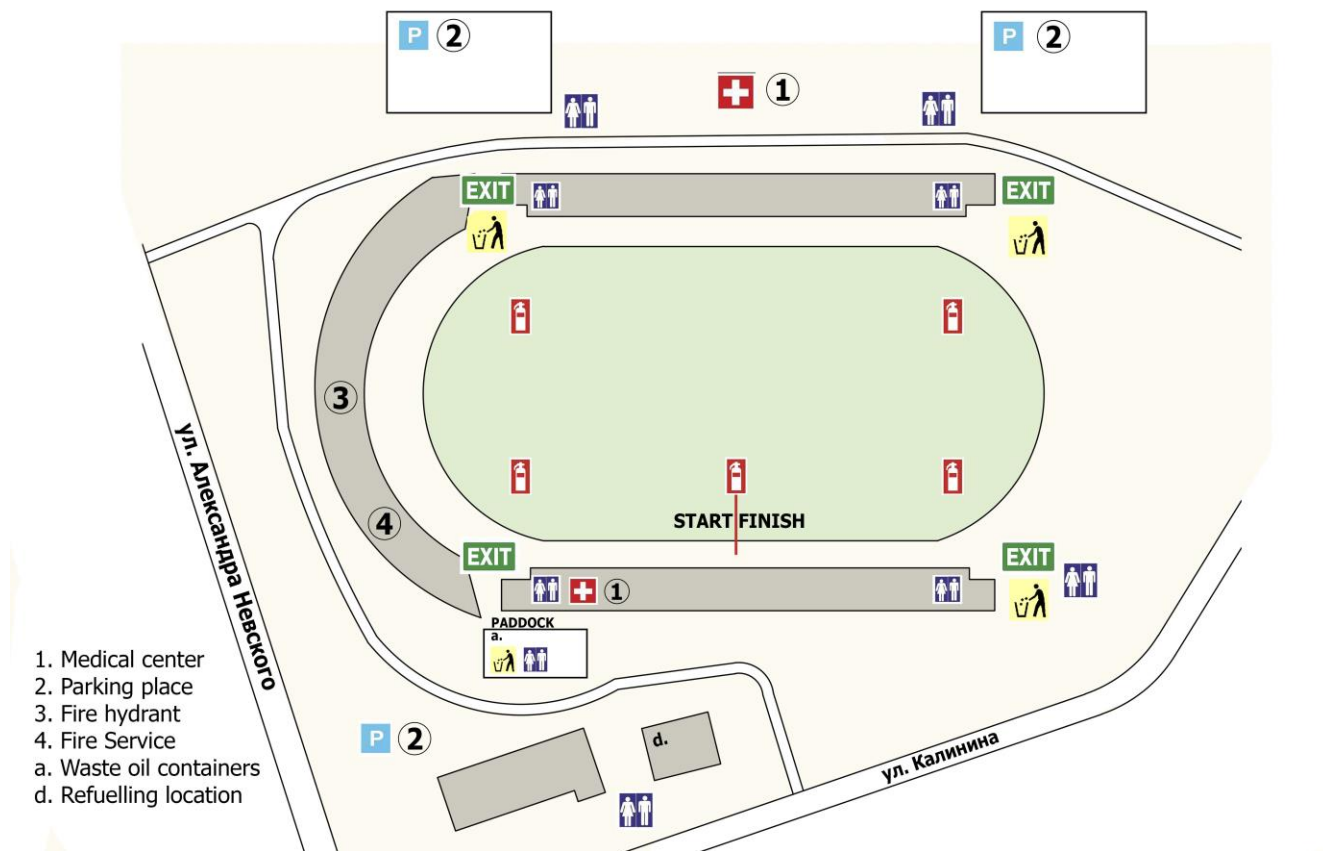 P 2
P 2
1
EXIT
EXIT
3
4
START FINISH
EXIT
EXIT
1
PADDOCK
a.
ул. Александра Невского
P 2
d.
ул. Калинина
1. Medical center
2. Parking place
3. Fire hydrant
4. Fire Service
a. Waste oil containers
d. Refuelling location